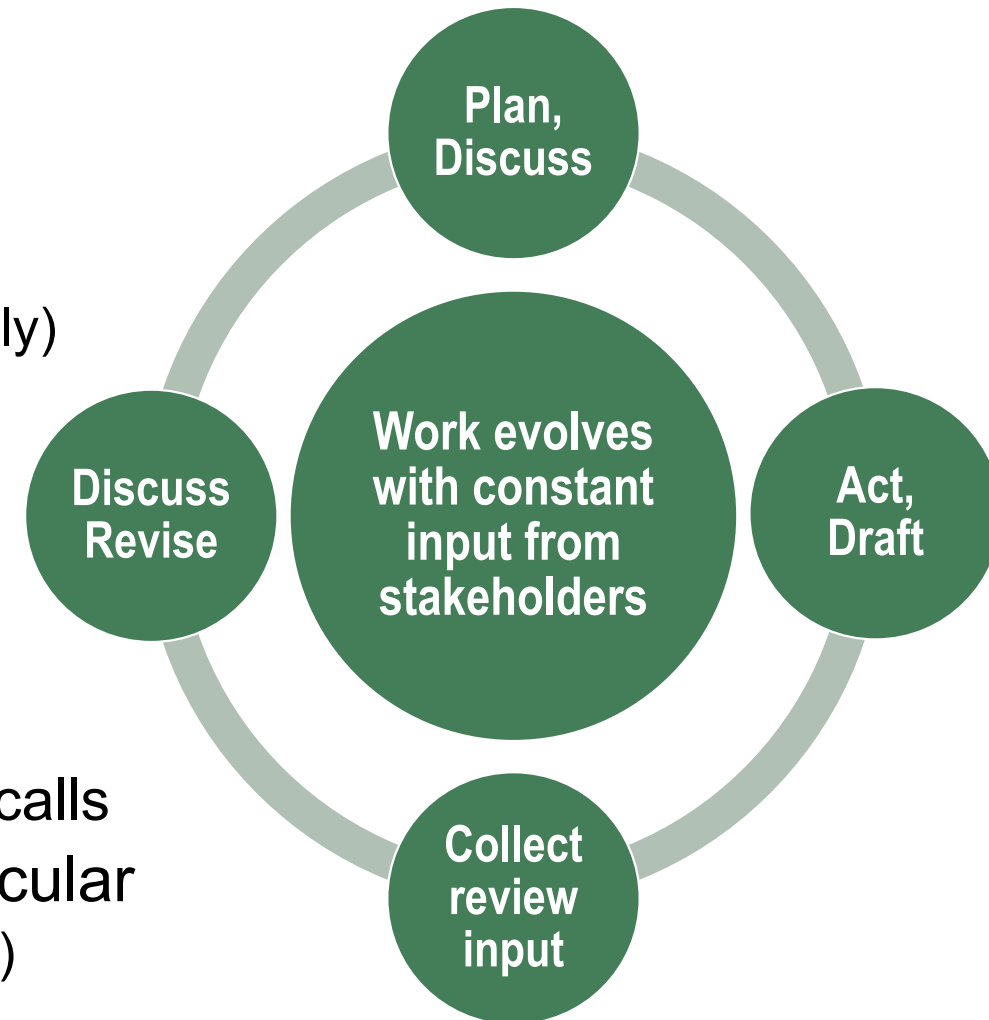 Plan,
Discuss
ly)
Work evolves
with constant
input from
stakeholders
Discuss
Revise
Act,
Draft
calls
cular
)
Collect
review
input